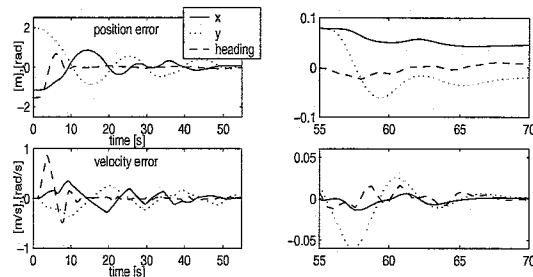 position error
x
y
heading
[m],[rad]
2
0
-2
0 10 20 30 40 50
time [s]
0.1
0
-0.1
55 60 65 70
velocity error
[m/s],[rad/s]
1
0
-1
0 10 20 30 40 50
time [s]
0.05
0
-0.05
55 60 65 70
time [s]